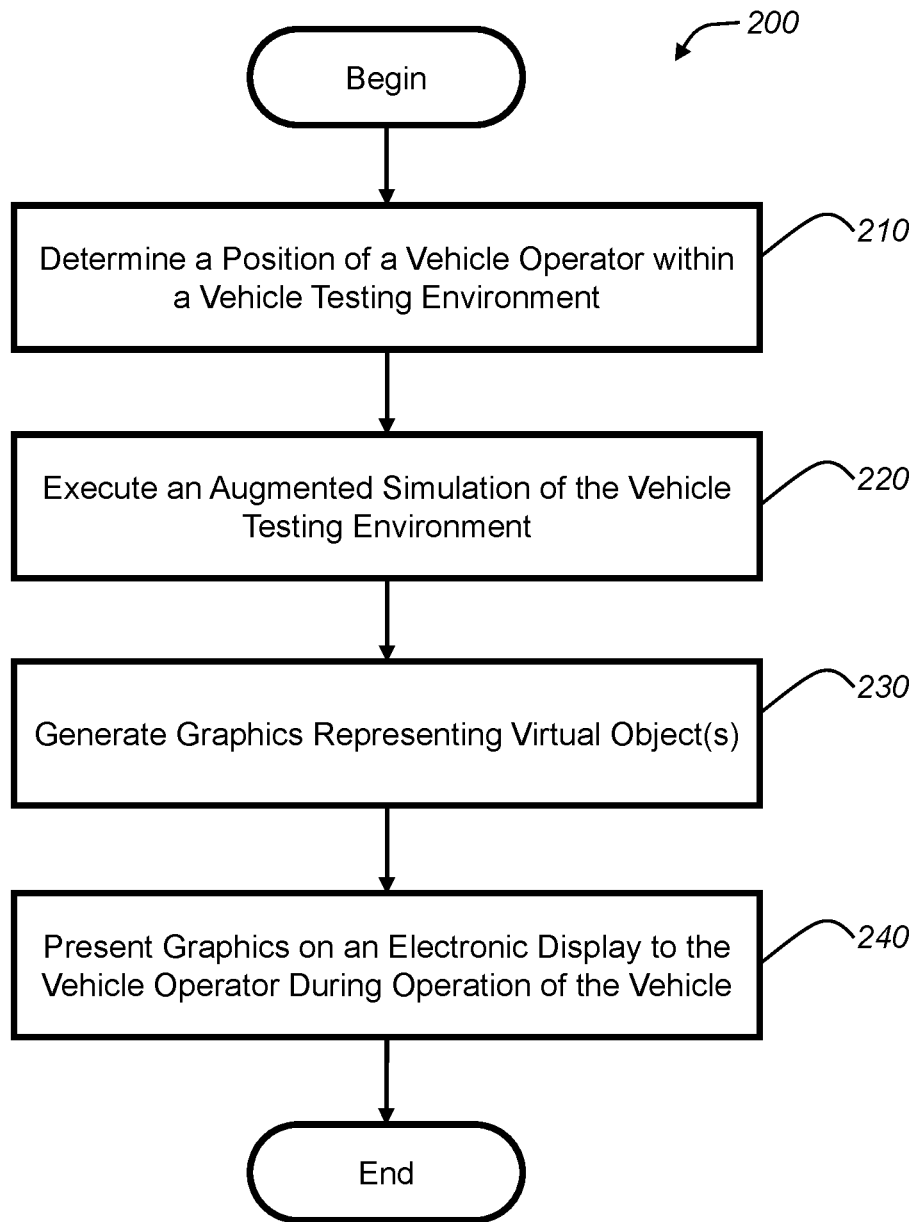 200
Begin
Determine a Position of a Vehicle Operator within
a Vehicle Testing Environment
210
Execute an Augmented Simulation of the Vehicle
Testing Environment
220
Generate Graphics Representing Virtual Object(s)
230
Present Graphics on an Electronic Display to the
Vehicle Operator During Operation of the Vehicle
240
End